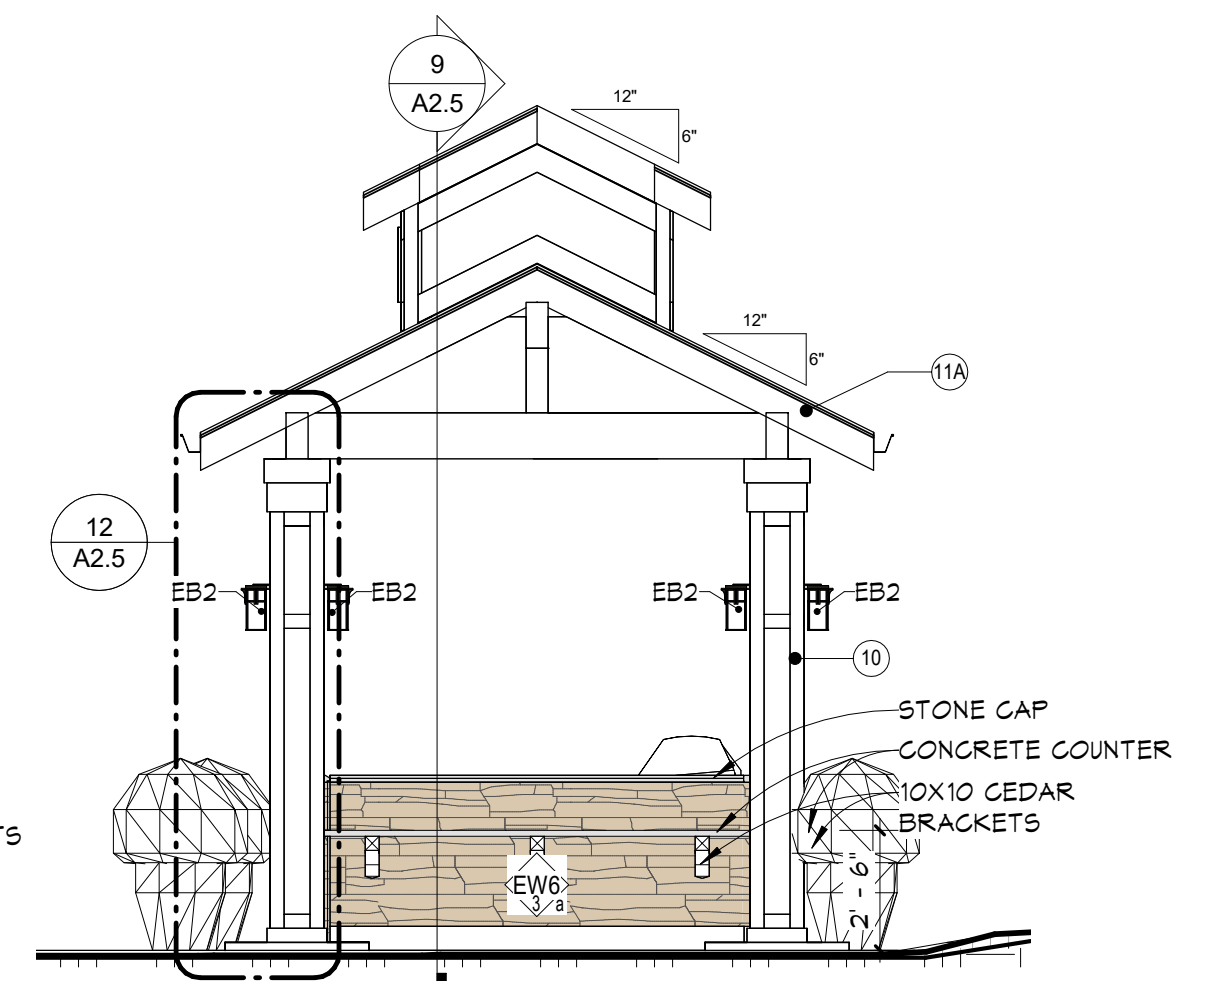 9
A2.5
12"
6"
12"
6"
11A
12
A2.5
EB2
EB2
EB2
EB2
10
STONE CAP
CONCRETE COUNTER
10X10 CEDAR
BRACKETS
TS
EW6
3 a
2' - 6"